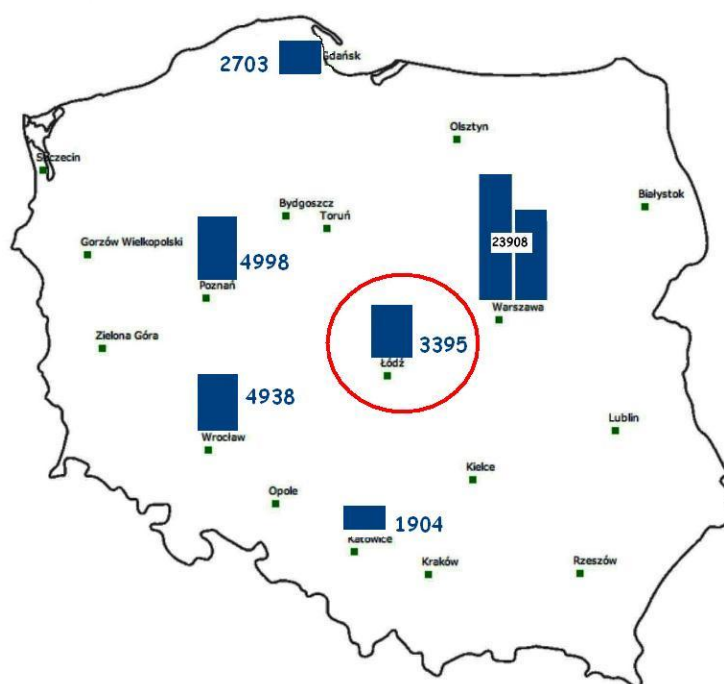 2703
Gdańsk
Olsztyn
Szczecin
Białystok
Bydgoszcz
Toruń
23908
Gorzów Wielkopolski
4998
Poznań
Warszawa
Zielona Góra
3395
Łódź
4938
Lublin
Wrocław
Kielce
Opole
1904
Katowice
Kraków
Rzeszów